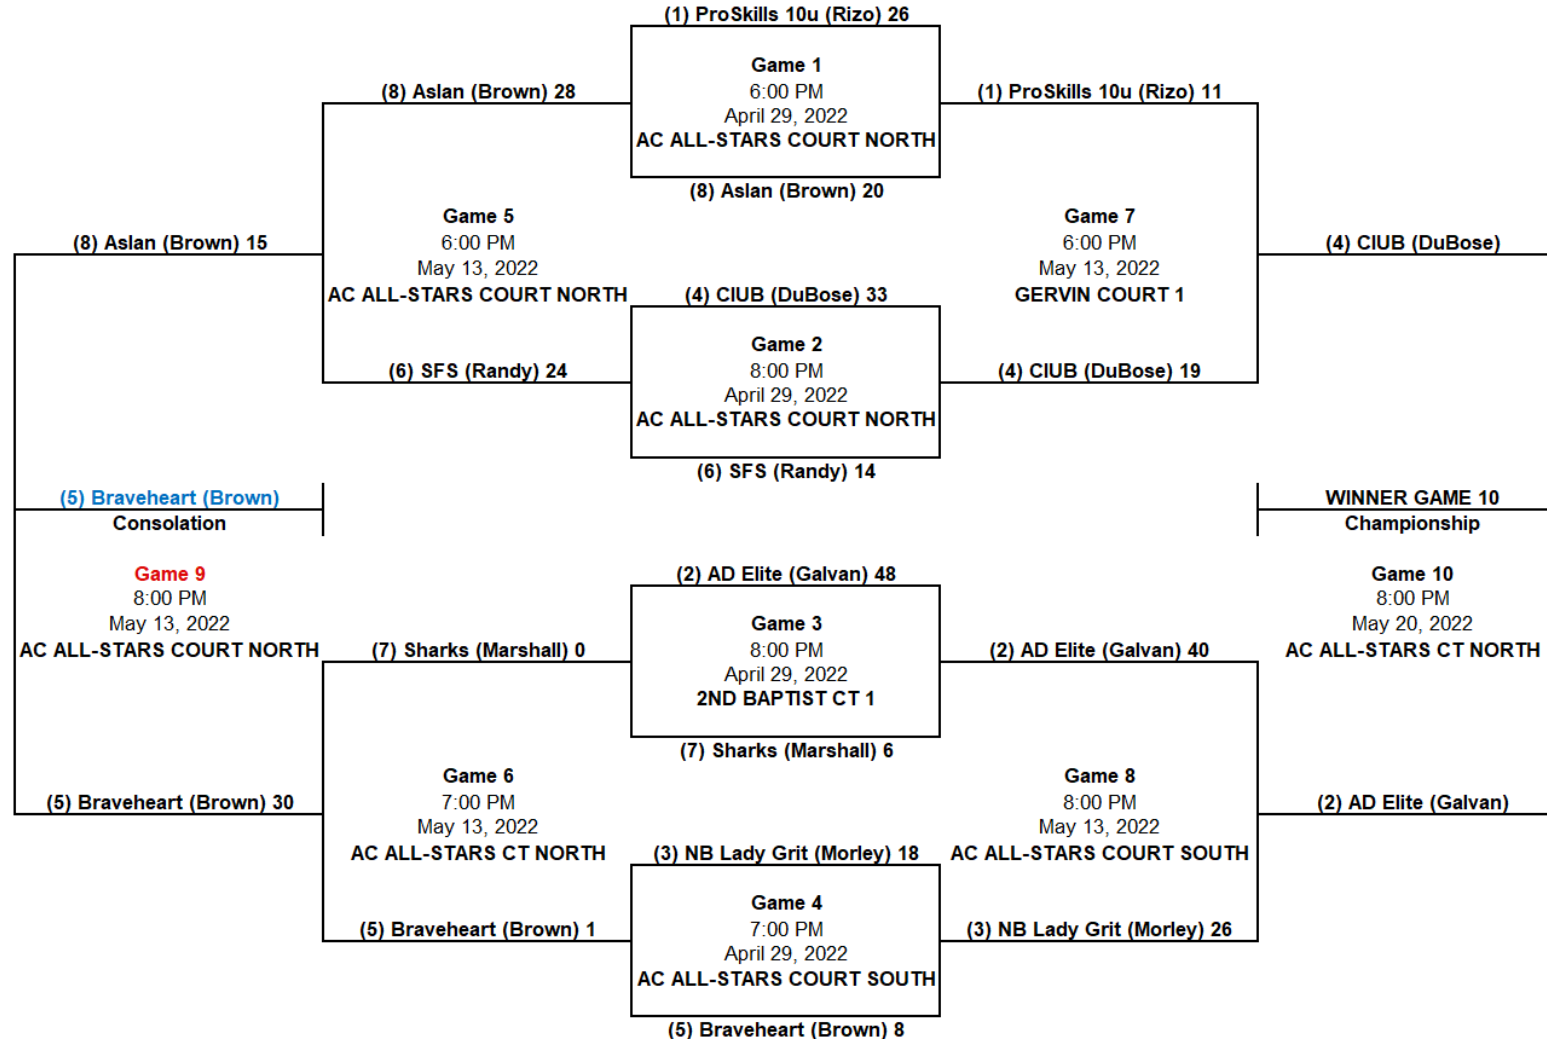 (1) ProSkills 10u (Rizo) 26
Game 1
6:00 PM
April 29, 2022
AC ALL-STARS COURT NORTH
(8) Aslan (Brown) 20
(8) Aslan (Brown) 28
(1) ProSkills 10u (Rizo) 11
Game 5
6:00 PM
May 13, 2022
AC ALL-STARS COURT NORTH
Game 7
6:00 PM
May 13, 2022
GERVIN COURT 1
(8) Aslan (Brown) 15
(4) CIUB (DuBose)
(4) CIUB (DuBose) 33
Game 2
8:00 PM
April 29, 2022
AC ALL-STARS COURT NORTH
(6) SFS (Randy) 14
(6) SFS (Randy) 24
(4) CIUB (DuBose) 19
(5) Braveheart (Brown)
Consolation
WINNER GAME 10
Championship
Game 9
8:00 PM
May 13, 2022
AC ALL-STARS COURT NORTH
(2) AD Elite (Galvan) 48
Game 3
8:00 PM
April 29, 2022
2ND BAPTIST CT 1
(7) Sharks (Marshall) 6
Game 10
8:00 PM
May 20, 2022
AC ALL-STARS CT NORTH
(7) Sharks (Marshall) 0
(2) AD Elite (Galvan) 40
Game 6
7:00 PM
May 13, 2022
AC ALL-STARS CT NORTH
Game 8
8:00 PM
May 13, 2022
AC ALL-STARS COURT SOUTH
(5) Braveheart (Brown) 30
(2) AD Elite (Galvan)
(3) NB Lady Grit (Morley) 18
Game 4
7:00 PM
April 29, 2022
AC ALL-STARS COURT SOUTH
(5) Braveheart (Brown) 8
(5) Braveheart (Brown) 1
(3) NB Lady Grit (Morley) 26